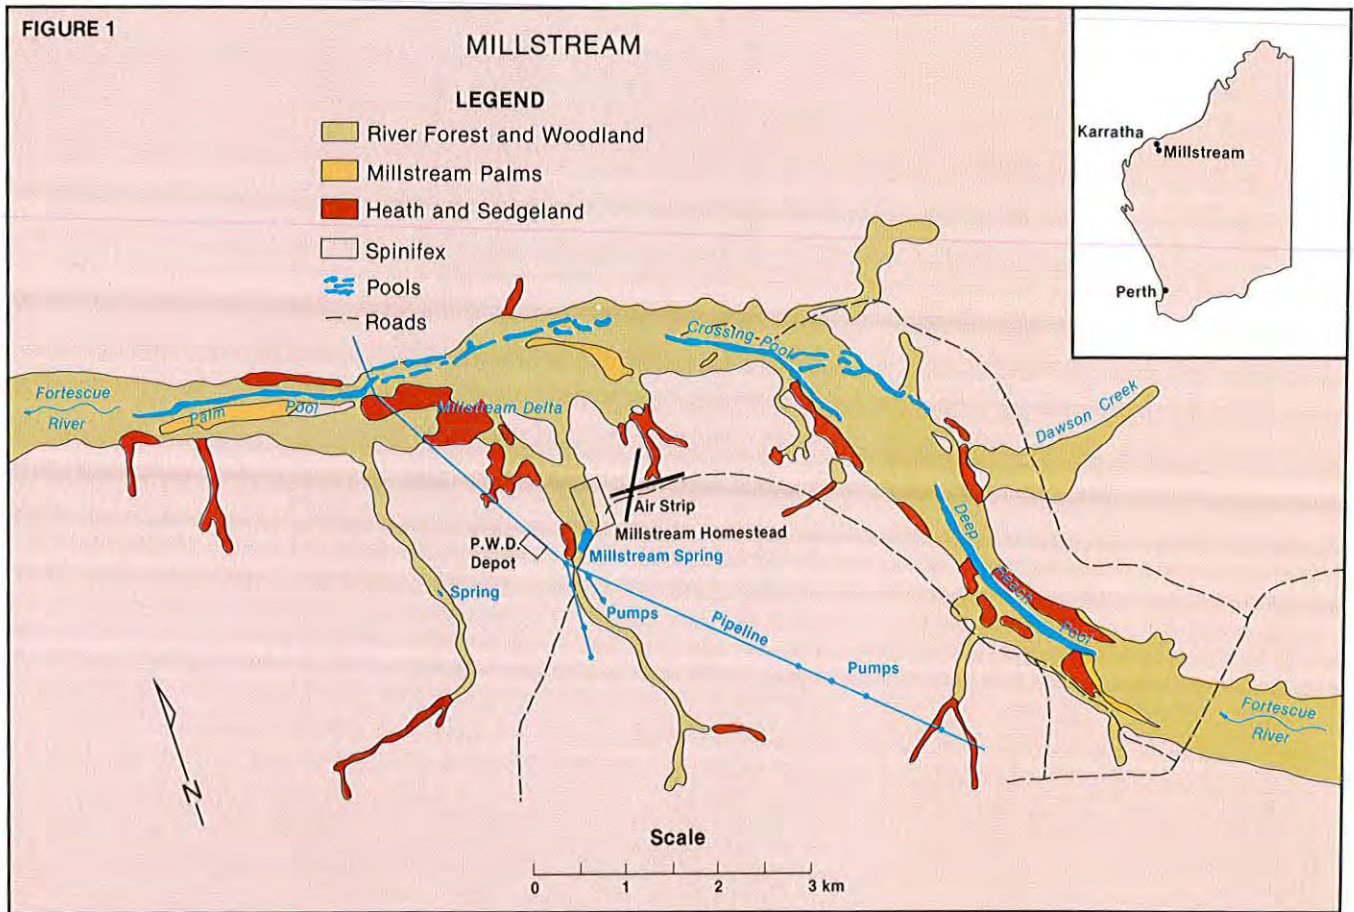 FIGURE 1
MILLSTREAM
LEGEND
River Forest and Woodland
Millstream Palms
Heath and Sedgeland
Spinifex
Pools
Roads
Karratha
Millstream
Perth
Crossing Pool
Fortescue
River
Palm Pool
Millstream Delta
Dawson Creek
Air Strip
Millstream Homestead
P.W.D.
Depot
Millstream Spring
Deep Reach Pool
Spring
Pumps
Pipeline
Pumps
Fortescue
River
N
Scale
0 1 2 3 km